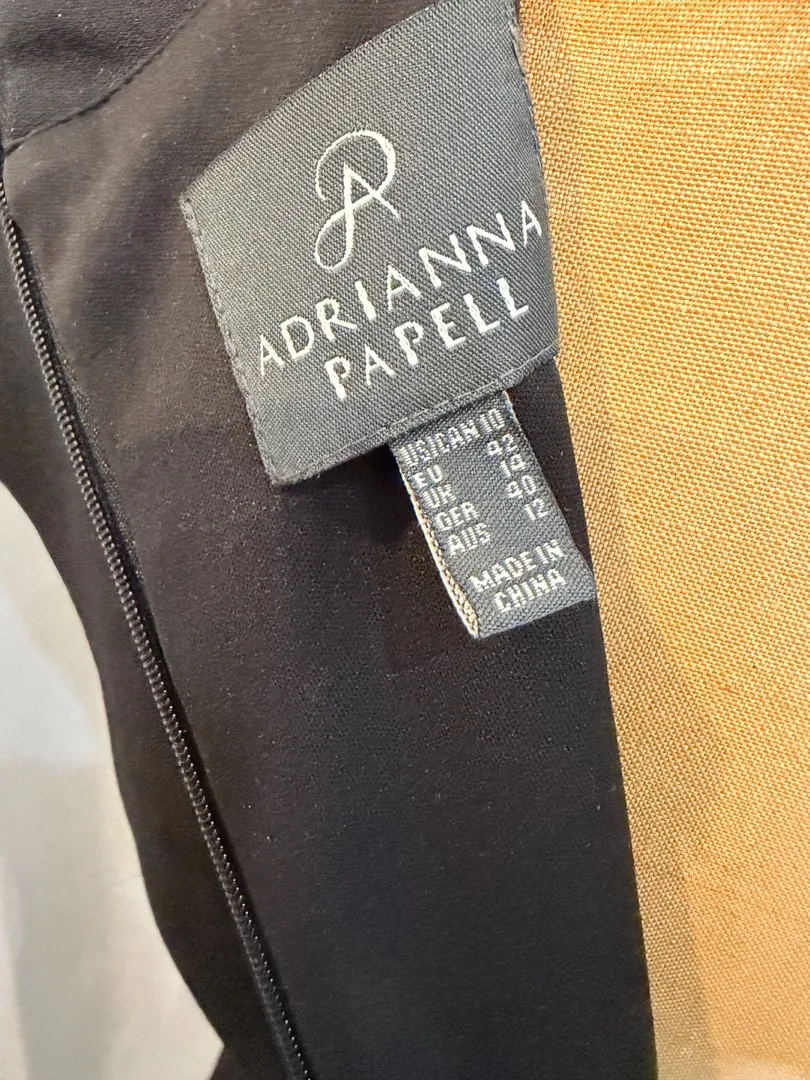 ADRIANNA
PAPELL
US|CAN 10
EU 42
UK 14
GER 40
AUS 12
MADE IN
CHINA